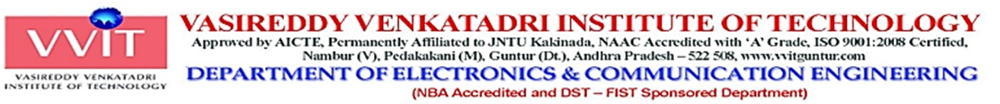 VVIT
VASIREDDY VENKATADRI
INSTITUTE OF TECHNOLOGY
VASIREDDY VENKATADRI INSTITUTE OF TECHNOLOGY
Approved by AICTE, Permanently Affiliated to JNTU Kakinada, NAAC Accredited with ‘A’ Grade, ISO 9001:2008 Certified,
Nambur (V), Pedakakani (M), Guntur (Dt.), Andhra Pradesh – 522 508, www.vvitguntur.com
DEPARTMENT OF ELECTRONICS & COMMUNICATION ENGINEERING
(NBA Accredited and DST – FIST Sponsored Department)